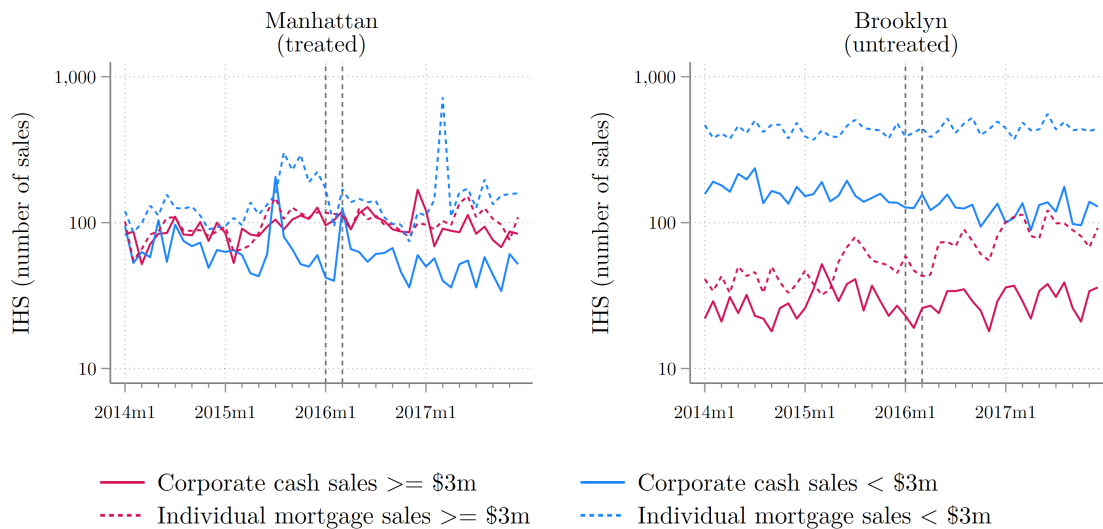 Manhattan
(treated)
IHS (number of sales)
1,000
100
10
2014m1
2015m1
2016m1
2017m1
Brooklyn
(untreated)
IHS (number of sales)
1,000
100
10
2014m1
2015m1
2016m1
2017m1
Corporate cash sales >= $3m
Corporate cash sales < $3m
Individual mortgage sales >= $3m
Individual mortgage sales < $3m